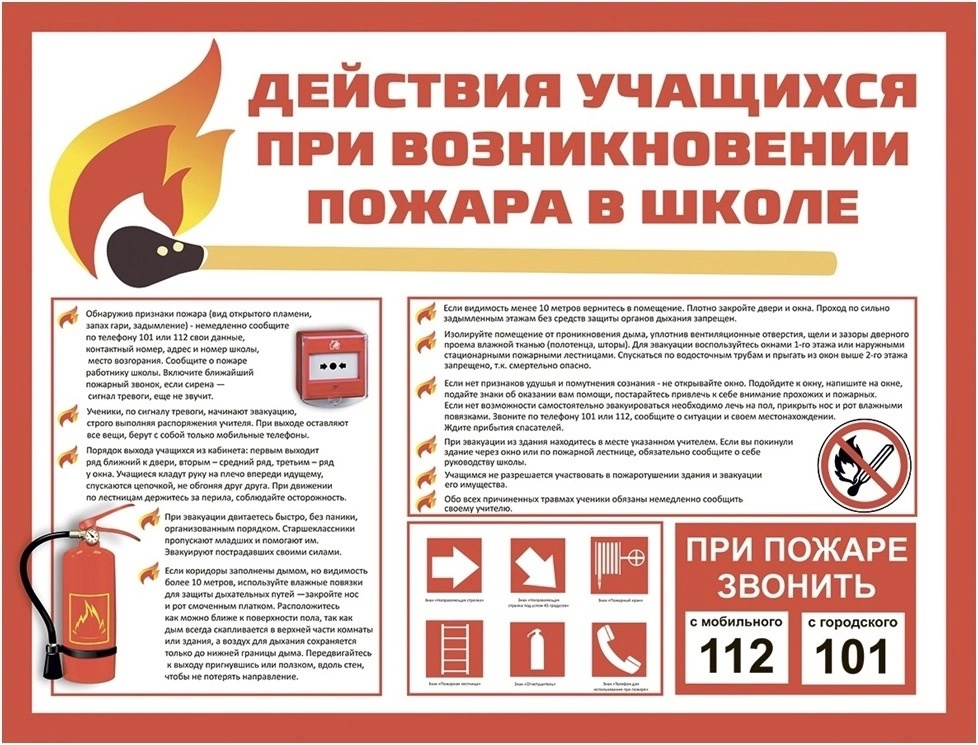 ДЕЙСТВИЯ УЧАЩИХСЯ
ПРИ ВОЗНИКНОВЕНИИ
ПОЖАРА В ШКОЛЕ
Обнаружив признаки пожара (вид открытого пламени,
запах гари, задымление) - немедленно сообщите
по телефону 101 или 112 свои данные,
контактный номер, адрес и номер школы,
место возгорания. Сообщите о пожаре
работнику школы. Включите ближайший
пожарный звонок, если сирена —
сигнал тревоги, еще не звучит.
Ученики, по сигналу тревоги, начинают эвакуацию,
строго выполняя распоряжения учителя. При выходе оставляют
все вещи, берут с собой только мобильные телефоны.
Порядок выхода учащихся из кабинета: первым выходит
ряд ближний к двери, вторым – средний ряд, третьим – ряд
у окна. Учащиеся кладут руку на плечо впереди идущему,
спускаются цепочкой, не обгоняя друг друга. При движении
по лестницам держитесь за перила, соблюдайте осторожность.
При эвакуации двигаетесь быстро, без паники,
организованным порядком. Старшеклассники
пропускают младших и помогают им.
Эвакуируют пострадавших своими силами.
Если коридоры заполнены дымом, но видимость
более 10 метров, используйте влажные повязки
для защиты дыхательных путей —закройте нос
и рот смоченным платком. Расположитесь
как можно ближе к поверхности пола, так как
дым всегда скапливается в верхней части комнаты
или здания, а воздух для дыхания сохраняется
только до нижней границы дыма. Передвигайтесь
к выходу пригнувшись или ползком, вдоль стен,
чтобы не потерять направление.
Если видимость менее 10 метров вернитесь в помещение. Плотно закройте двери и окна. Проход по сильно
задымленным этажам без средств защиты органов дыхания запрещен.
Изолируйте помещение от проникновения дыма, уплотнив вентиляционные отверстия, щели и зазоры дверного
проема влажной тканью (полотенца, шторы). Для эвакуации воспользуйтесь окнами 1-го этажа или наружными
стационарными пожарными лестницами. Спускаться по водосточным трубам и прыгать из окон выше 2-го этажа
запрещено, т.к. смертельно опасно.
Если нет признаков удушья и помутнения сознания - не открывайте окно. Подойдите к окну, напишите на окне,
подайте знаки об оказании вам помощи, постарайтесь привлечь к себе внимание прохожих и пожарных.
Если нет возможности самостоятельно эвакуироваться необходимо лечь на пол, прикрыть нос и рот влажными
повязками. Звоните по телефону 101 или 112, сообщите о ситуации и своем местонахождении.
Ждите прибытия спасателей.
При эвакуации из здания находитесь в месте указанном учителем. Если вы покинули
здание через окно или по пожарной лестнице, обязательно сообщите о себе
руководству школы.
Учащимся не разрешается участвовать в пожаротушении здания и эвакуации
его имущества.
Обо всех причиненных травмах ученики обязаны немедленно сообщить
своему учителю.
Знак «Направляющая стрелка»
Знак «Направляющая
стрелка под углом 45 градусов»
Знак «Пожарный кран»
Знак «Пожарная лестница»
Знак «Огнетушитель»
Знак «Телефон для
использования при пожаре»
ПРИ ПОЖАРЕ
ЗВОНИТЬ
с мобильного
112
с городского
101